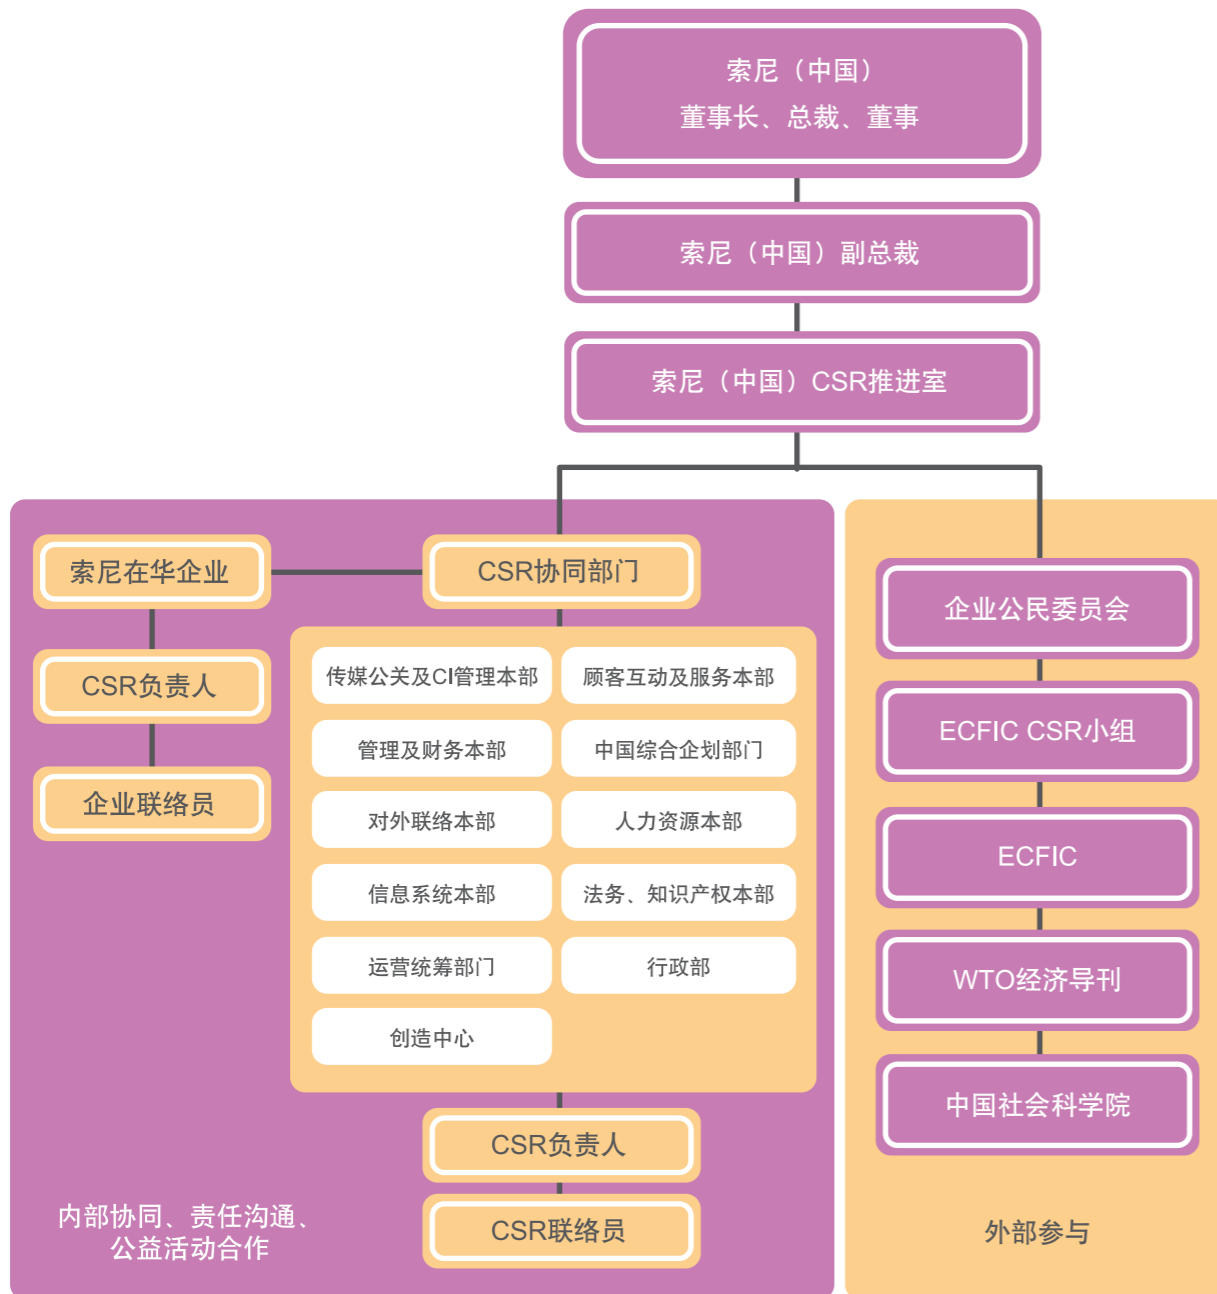 索尼（中国）
董事长、总裁、董事
索尼（中国）副总裁
索尼（中国）CSR推进室
索尼在华企业
CSR负责人
企业联络员
CSR协同部门
传媒公关及CI管理本部
顾客互动及服务本部
管理及财务本部
中国综合企划部门
对外联络本部
人力资源本部
信息系统本部
法务、知识产权本部
运营统筹部门
行政部
创造中心
CSR负责人
CSR联络员
内部协同、责任沟通、
公益活动合作
企业公民委员会
ECFIC CSR小组
ECFIC
WTO经济导刊
中国社会科学院
外部参与